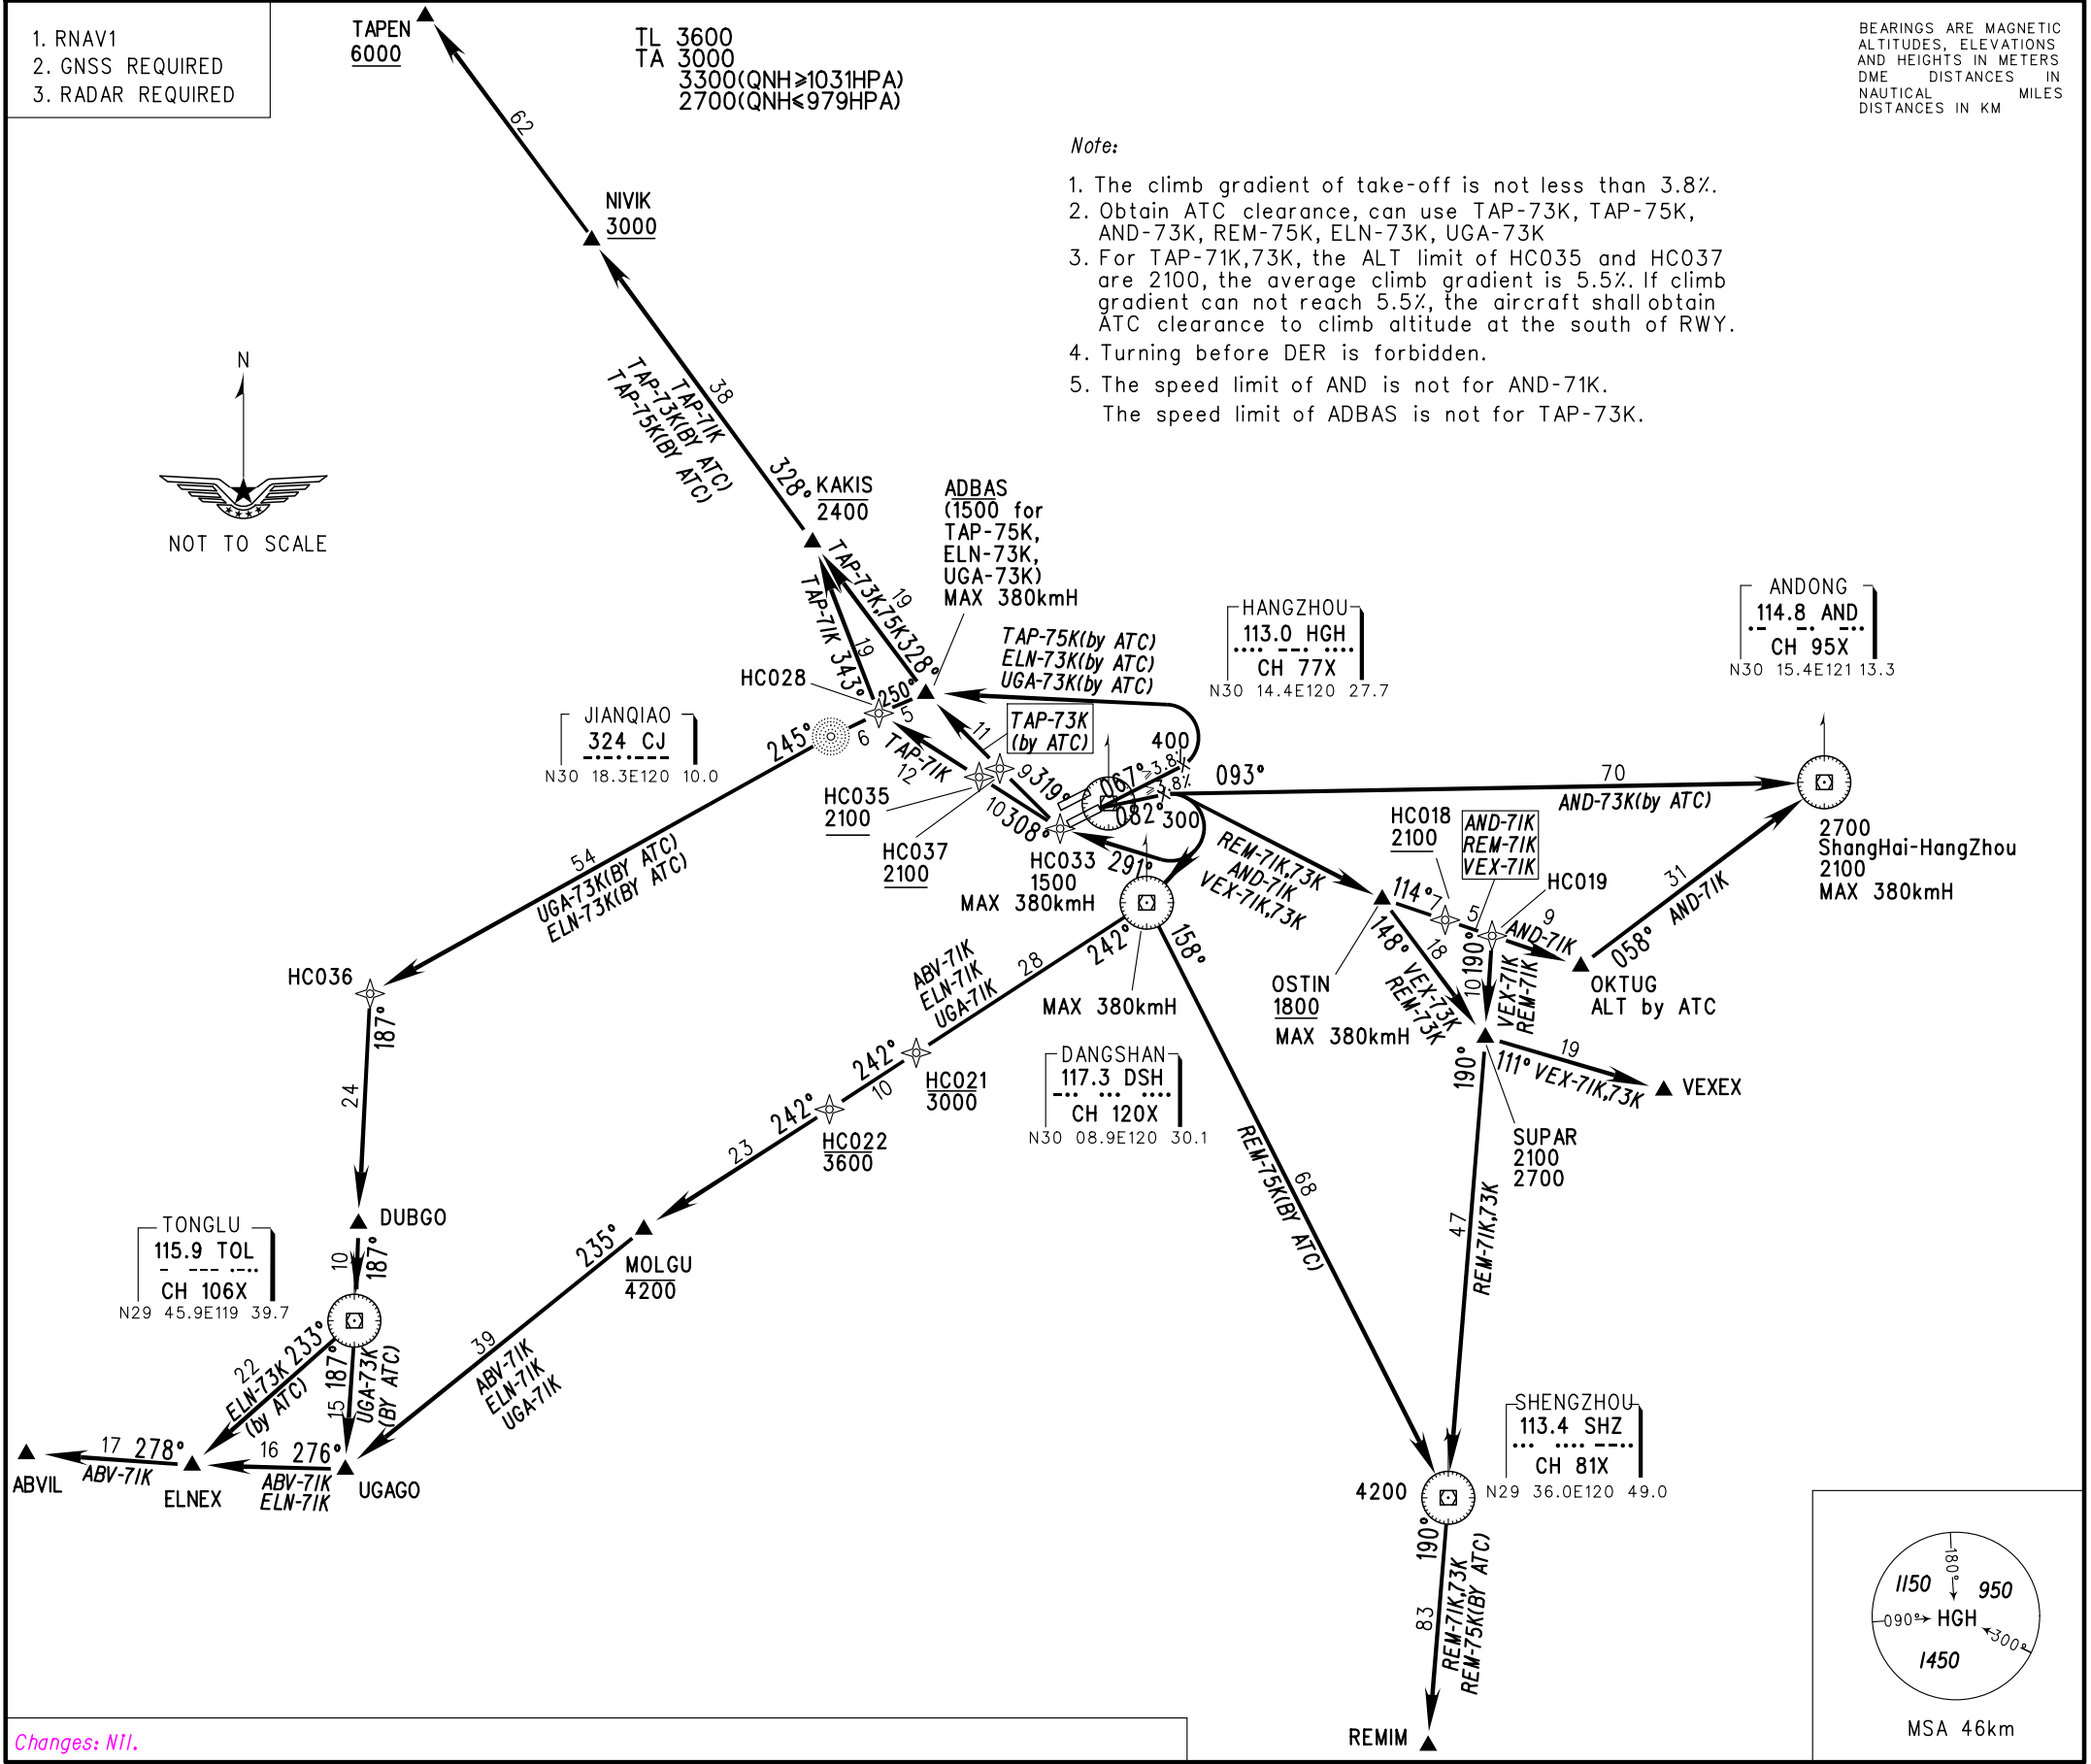 1. RNAV1
2. GNSS REQUIRED
3. RADAR REQUIRED
TAPEN
6000
TL 3600
TA 3000
3300(QNH≥1031HPA)
2700(QNH≤979HPA)
BEARINGS ARE MAGNETIC
ALTITUDES, ELEVATIONS
AND HEIGHTS IN METERS
DME DISTANCES IN
NAUTICAL MILES
DISTANCES IN KM
Note:
1. The climb gradient of take-off is not less than 3.8%.
2. Obtain ATC clearance, can use TAP-73K, TAP-75K,
AND-73K, REM-75K, ELN-73K, UGA-73K
3. For TAP-71K,73K, the ALT limit of HC035 and HC037
are 2100, the average climb gradient is 5.5%. If climb
gradient can not reach 5.5%, the aircraft shall obtain
ATC clearance to climb altitude at the south of RWY.
4. Turning before DER is forbidden.
5. The speed limit of AND is not for AND-71K.
The speed limit of ADBAS is not for TAP-73K.
62
NIVIK
3000
38
TAP-71K
TAP-73K(BY ATC)
TAP-75K(BY ATC)
328°
N
NOT TO SCALE
KAKIS
2400
ADBAS
(1500 for
TAP-75K,
ELN-73K,
UGA-73K)
MAX 380kmH
TAP-73K,75K 328°
19
TAP-71K 343°
19
TAP-75K(by ATC)
ELN-73K(by ATC)
UGA-73K(by ATC)
HANGZHOU
113.0 HGH
CH 77X
N30 14.4E120 27.7
ANDONG
114.8 AND
CH 95X
N30 15.4E121 13.3
HC028
250°
5
JIANQIAO
324 CJ
N30 18.3E120 10.0
245°
6
TAP-71K
12
11
TAP-73K
(by ATC)
9
319°
10
308°
400
067°
≥3.8%
≥3.8%
082°
300
093°
70
AND-73K(by ATC)
HC035
2100
HC037
2100
HC033
1500
MAX 380kmH
291°
REM-71K,73K
AND-71K
VEX-71K,73K
HC018
2100
AND-71K
REM-71K
VEX-71K
HC019
2700
ShangHai-HangZhou
2100
MAX 380kmH
31
AND-71K
058°
114°
7
5
9
AND-71K
OKTUG
ALT by ATC
54
UGA-73K(BY ATC)
ELN-73K(BY ATC)
HC036
187°
24
242°
158°
MAX 380kmH
28
ABV-71K
ELN-71K
UGA-71K
OSTIN
1800
MAX 380kmH
148°
18
VEX-73K
REM-73K
190°
10
VEX-71K
REM-71K
DANGSHAN
117.3 DSH
CH 120X
N30 08.9E120 30.1
242°
10
HC021
3000
242°
23
HC022
3600
190°
111°
19
VEX-71K,73K
VEXEX
SUPAR
2100
2700
DUBGO
10
187°
TONGLU
115.9 TOL
CH 106X
N29 45.9E119 39.7
235°
MOLGU
4200
39
ABV-71K
ELN-71K
UGA-71K
68
REM-75K(BY ATC)
47
REM-71K,73K
233°
22
ELN-73K
(by ATC)
187°
15
UGA-73K
(BY ATC)
17
278°
ABV-71K
ABVIL
ELNEX
16
276°
ABV-71K
ELN-71K
UGAGO
SHENGZHOU
113.4 SHZ
CH 81X
N29 36.0E120 49.0
4200
190°
83
REM-71K,73K
REM-75K(BY ATC)
REMIM
180°
1150
950
090°
HGH
300°
1450
MSA 46km
Changes: Nil.